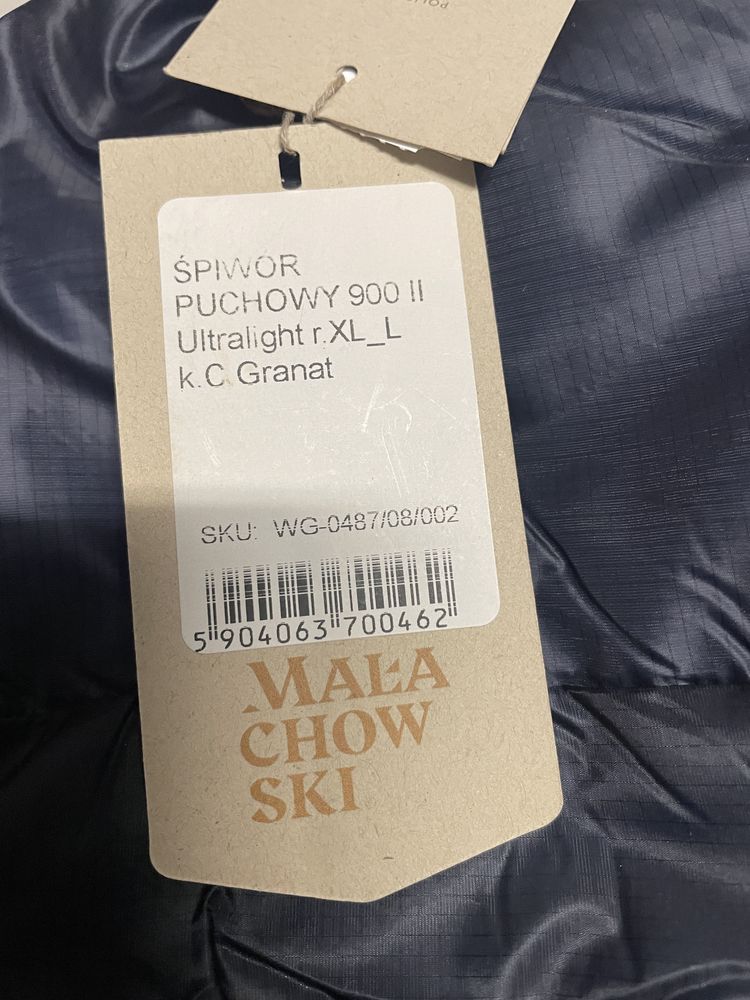 ŚPIWÓR
PUCHOWY 900 II
Ultralight r.XL_L
k.C Granat
SKU: WG-0487/08/002
5 904063 700462
MAŁA
CHOW
SKI